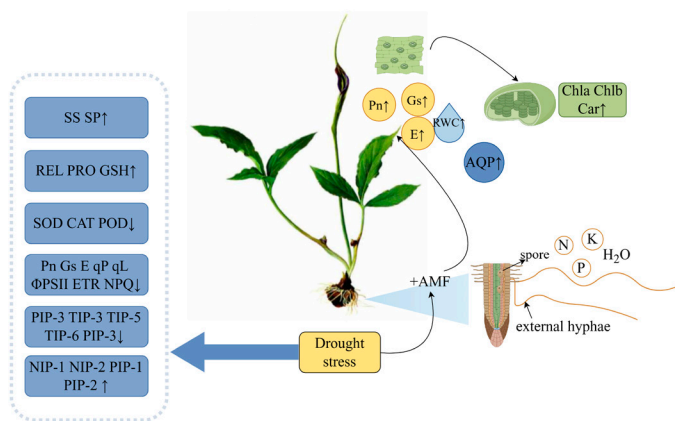 SS SP↑
REL PRO GSH↑
SOD CAT POD↓
Pn Gs E qP qL
ΦPSII ETR NPQ↓
PIP-3 TIP-3 TIP-5
TIP-6 PIP-3↓
NIP-1 NIP-2 PIP-1
PIP-2 ↑
Drought
stress
+AMF
Pn↑
Gs↑
E↑
RWC↑
AQP↑
Chla Chlb
Car↑
spore
N
K
P
H2O
external hyphae